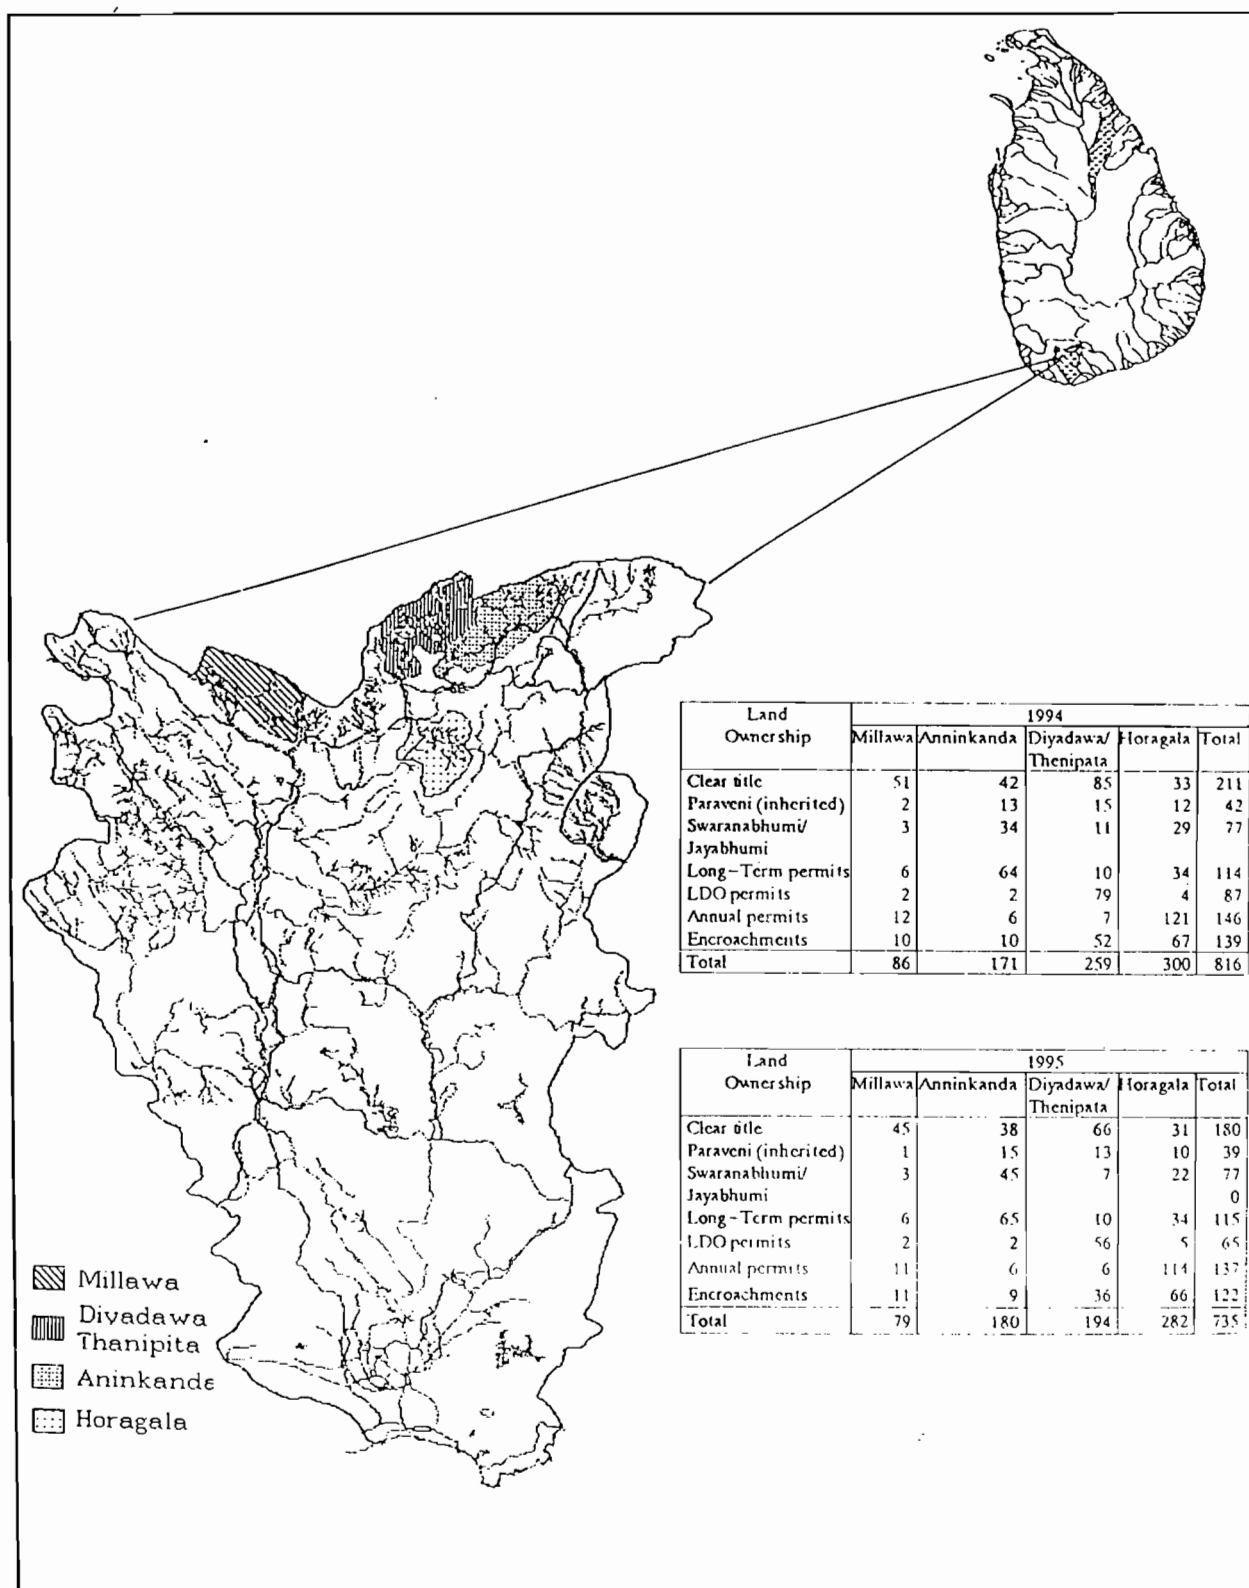 Land 1994
Ownership Millawa Anninkanda Diyadawa/ Horagala Total
Thenipata
Clear title 51 42 85 33 211
Paraveni (inherited) 2 13 15 12 42
Swaranabhumi/ 3 34 11 29 77
Jayabhumi
Long-Term permits 6 64 10 34 114
LDO permits 2 2 79 4 87
Annual permits 12 6 7 121 146
Encroachments 10 10 52 67 139
Total 86 171 259 300 816
Land 1995
Ownership Millawa Anninkanda Diyadawa/ Horagala Total
Thenipata
Clear title 45 38 66 31 180
Paraveni (inherited) 1 15 13 10 39
Swaranabhumi/ 3 45 7 22 77
Jayabhumi 0
Long-Term permits 6 65 10 34 115
LDO permits 2 2 56 5 65
Annual permits 11 6 6 114 137
Encroachments 11 9 36 66 122
Total 79 180 194 282 735
Millawa
Diyadawa
Thanipita
Aninkande
Horagala